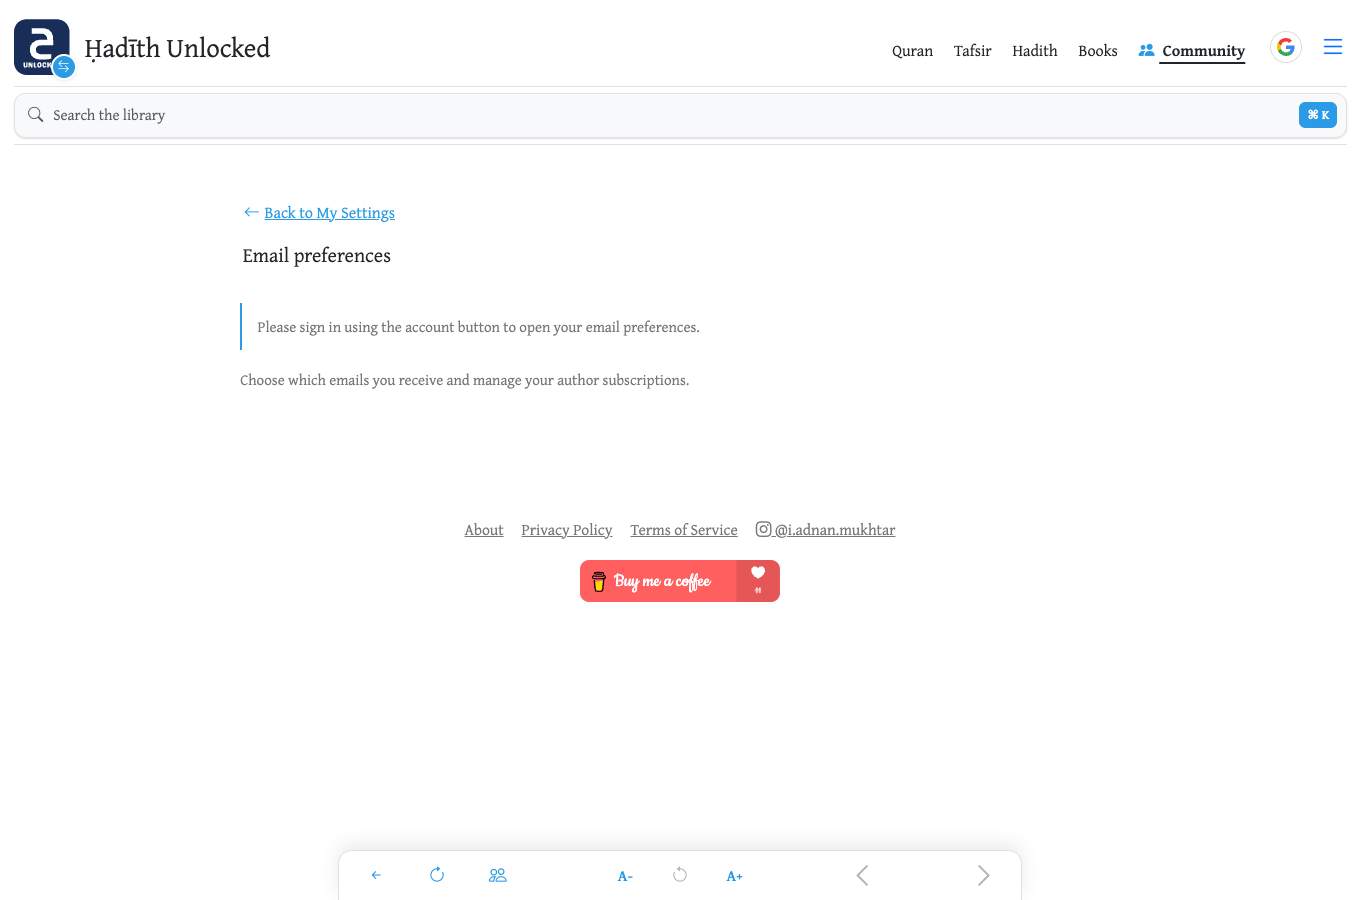 UNLOCK
Ḥadīth Unlocked
Quran
Tafsir
Hadith
Books
Community
Search the library
⌘ K
Back to My Settings
Email preferences
Please sign in using the account button to open your email preferences.
Choose which emails you receive and manage your author subscriptions.
About
Privacy Policy
Terms of Service
@i.adnan.mukhtar
Buy me a coffee
A-
A+